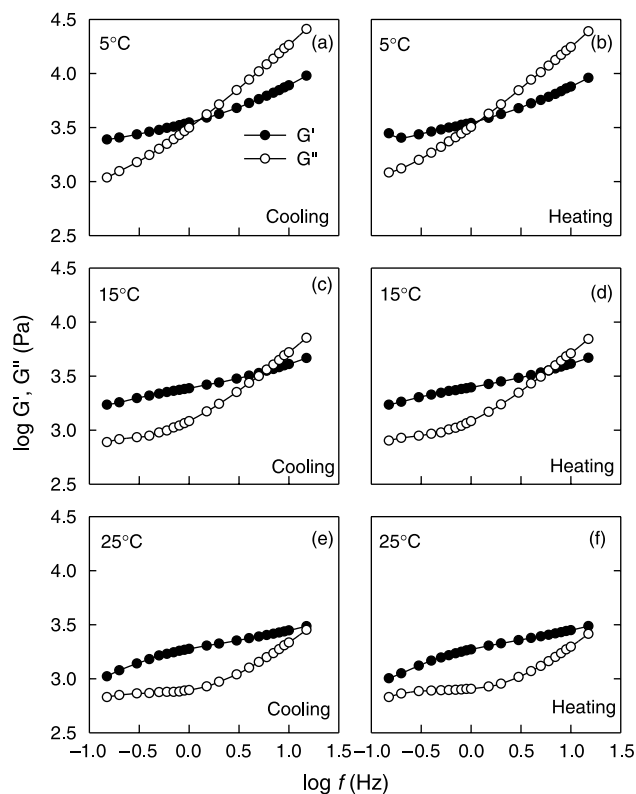 4.5
5°C
(a)
5°C
(b)
4.0
3.5
G'
G"
3.0
Cooling
Heating
2.5
4.5
15°C
(c)
15°C
(d)
4.0
3.5
3.0
Cooling
Heating
2.5
log G', G" (Pa)
4.5
25°C
(e)
25°C
(f)
4.0
3.5
3.0
Cooling
Heating
2.5
−1.0 −0.5 0.0 0.5 1.0 −1.0 −0.5 0.0 0.5 1.0 1.5
log f (Hz)